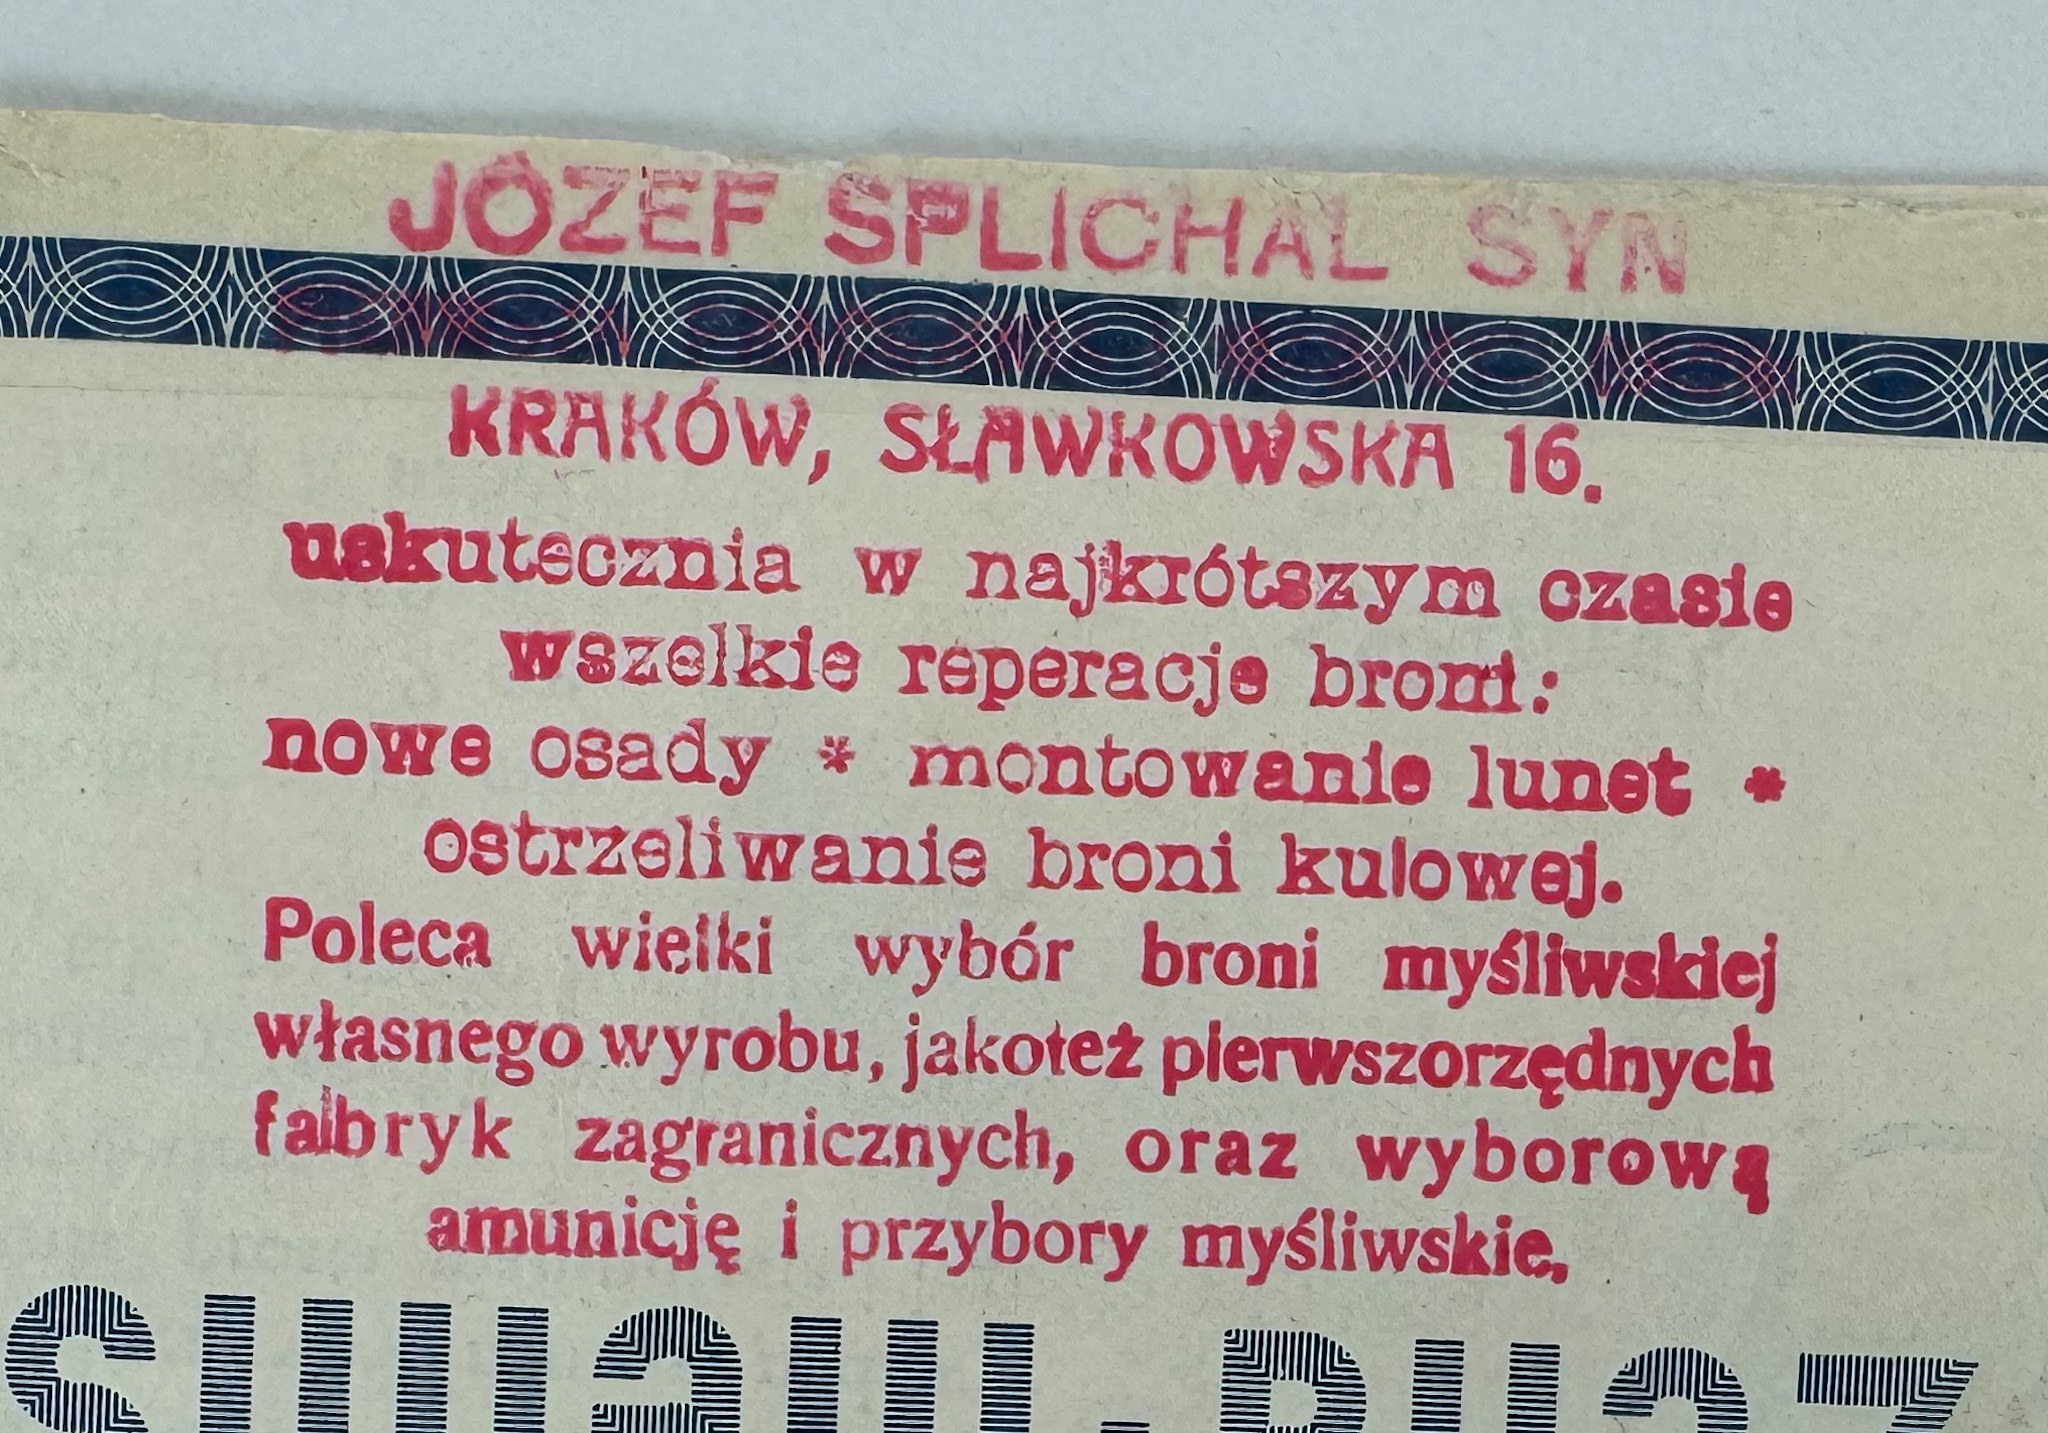 JÓZEF SPLICHAL SYN
KRAKÓW, SŁAWKOWSKA 16.
uskutecznia w najkrótszym czasie
wszelkie reperacje broni:
nowe osady * montowanie lunet *
ostrzeliwanie broni kulowej.
Poleca wielki wybór broni myśliwskiej
własnego wyrobu, jakoteż pierwszorzędnych
fabryk zagranicznych, oraz wyborową
amunicję i przybory myśliwskie.